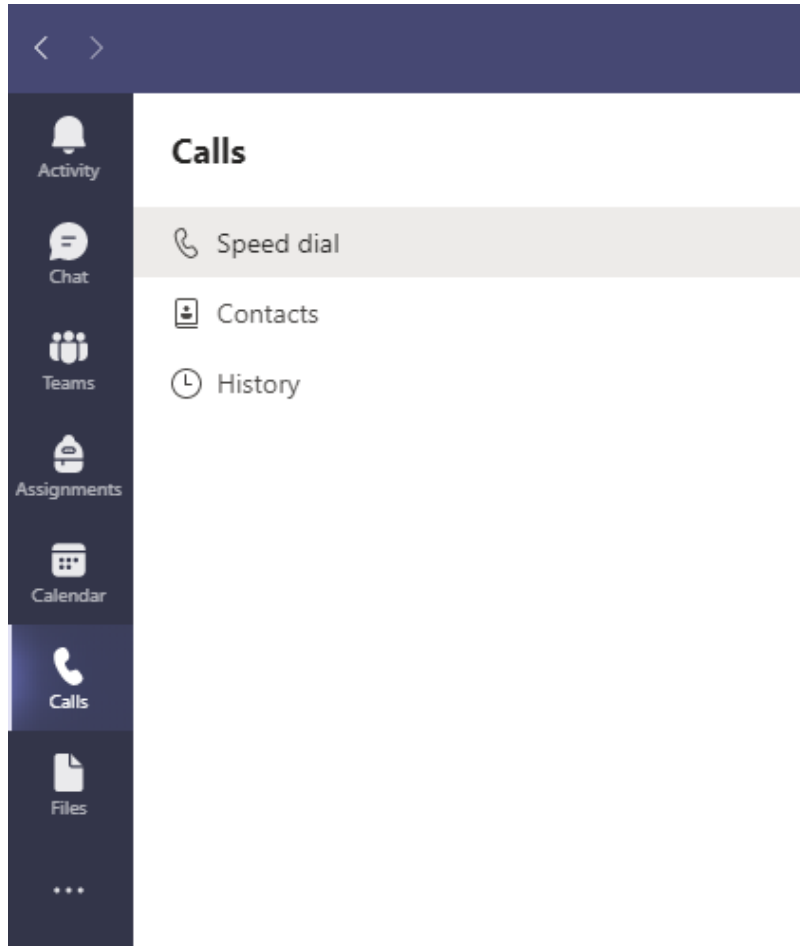 Activity
Chat
Teams
Assignments
Calendar
Calls
Files
Calls
Speed dial
Contacts
History